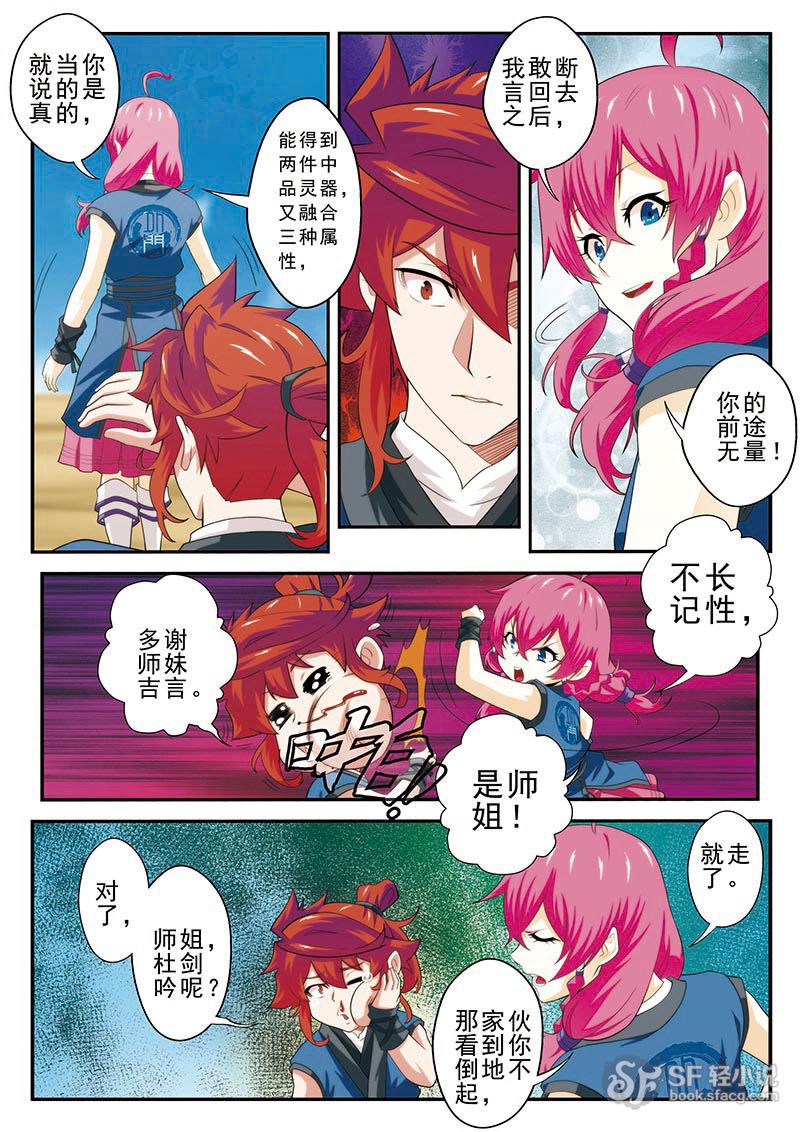 就当你
说的是
真的，
能得到
两件中
品灵器，
又融合
三种属
性，
我敢断
言回去
之后，
你的
前途
无量！
不长
记性，
多谢
师妹
吉言。
是师
姐！
就走
了。
那家伙
看到你
倒地不
起，
对
了，
师姐
杜剑
吟呢？
SF轻小说
book.sfacg.com